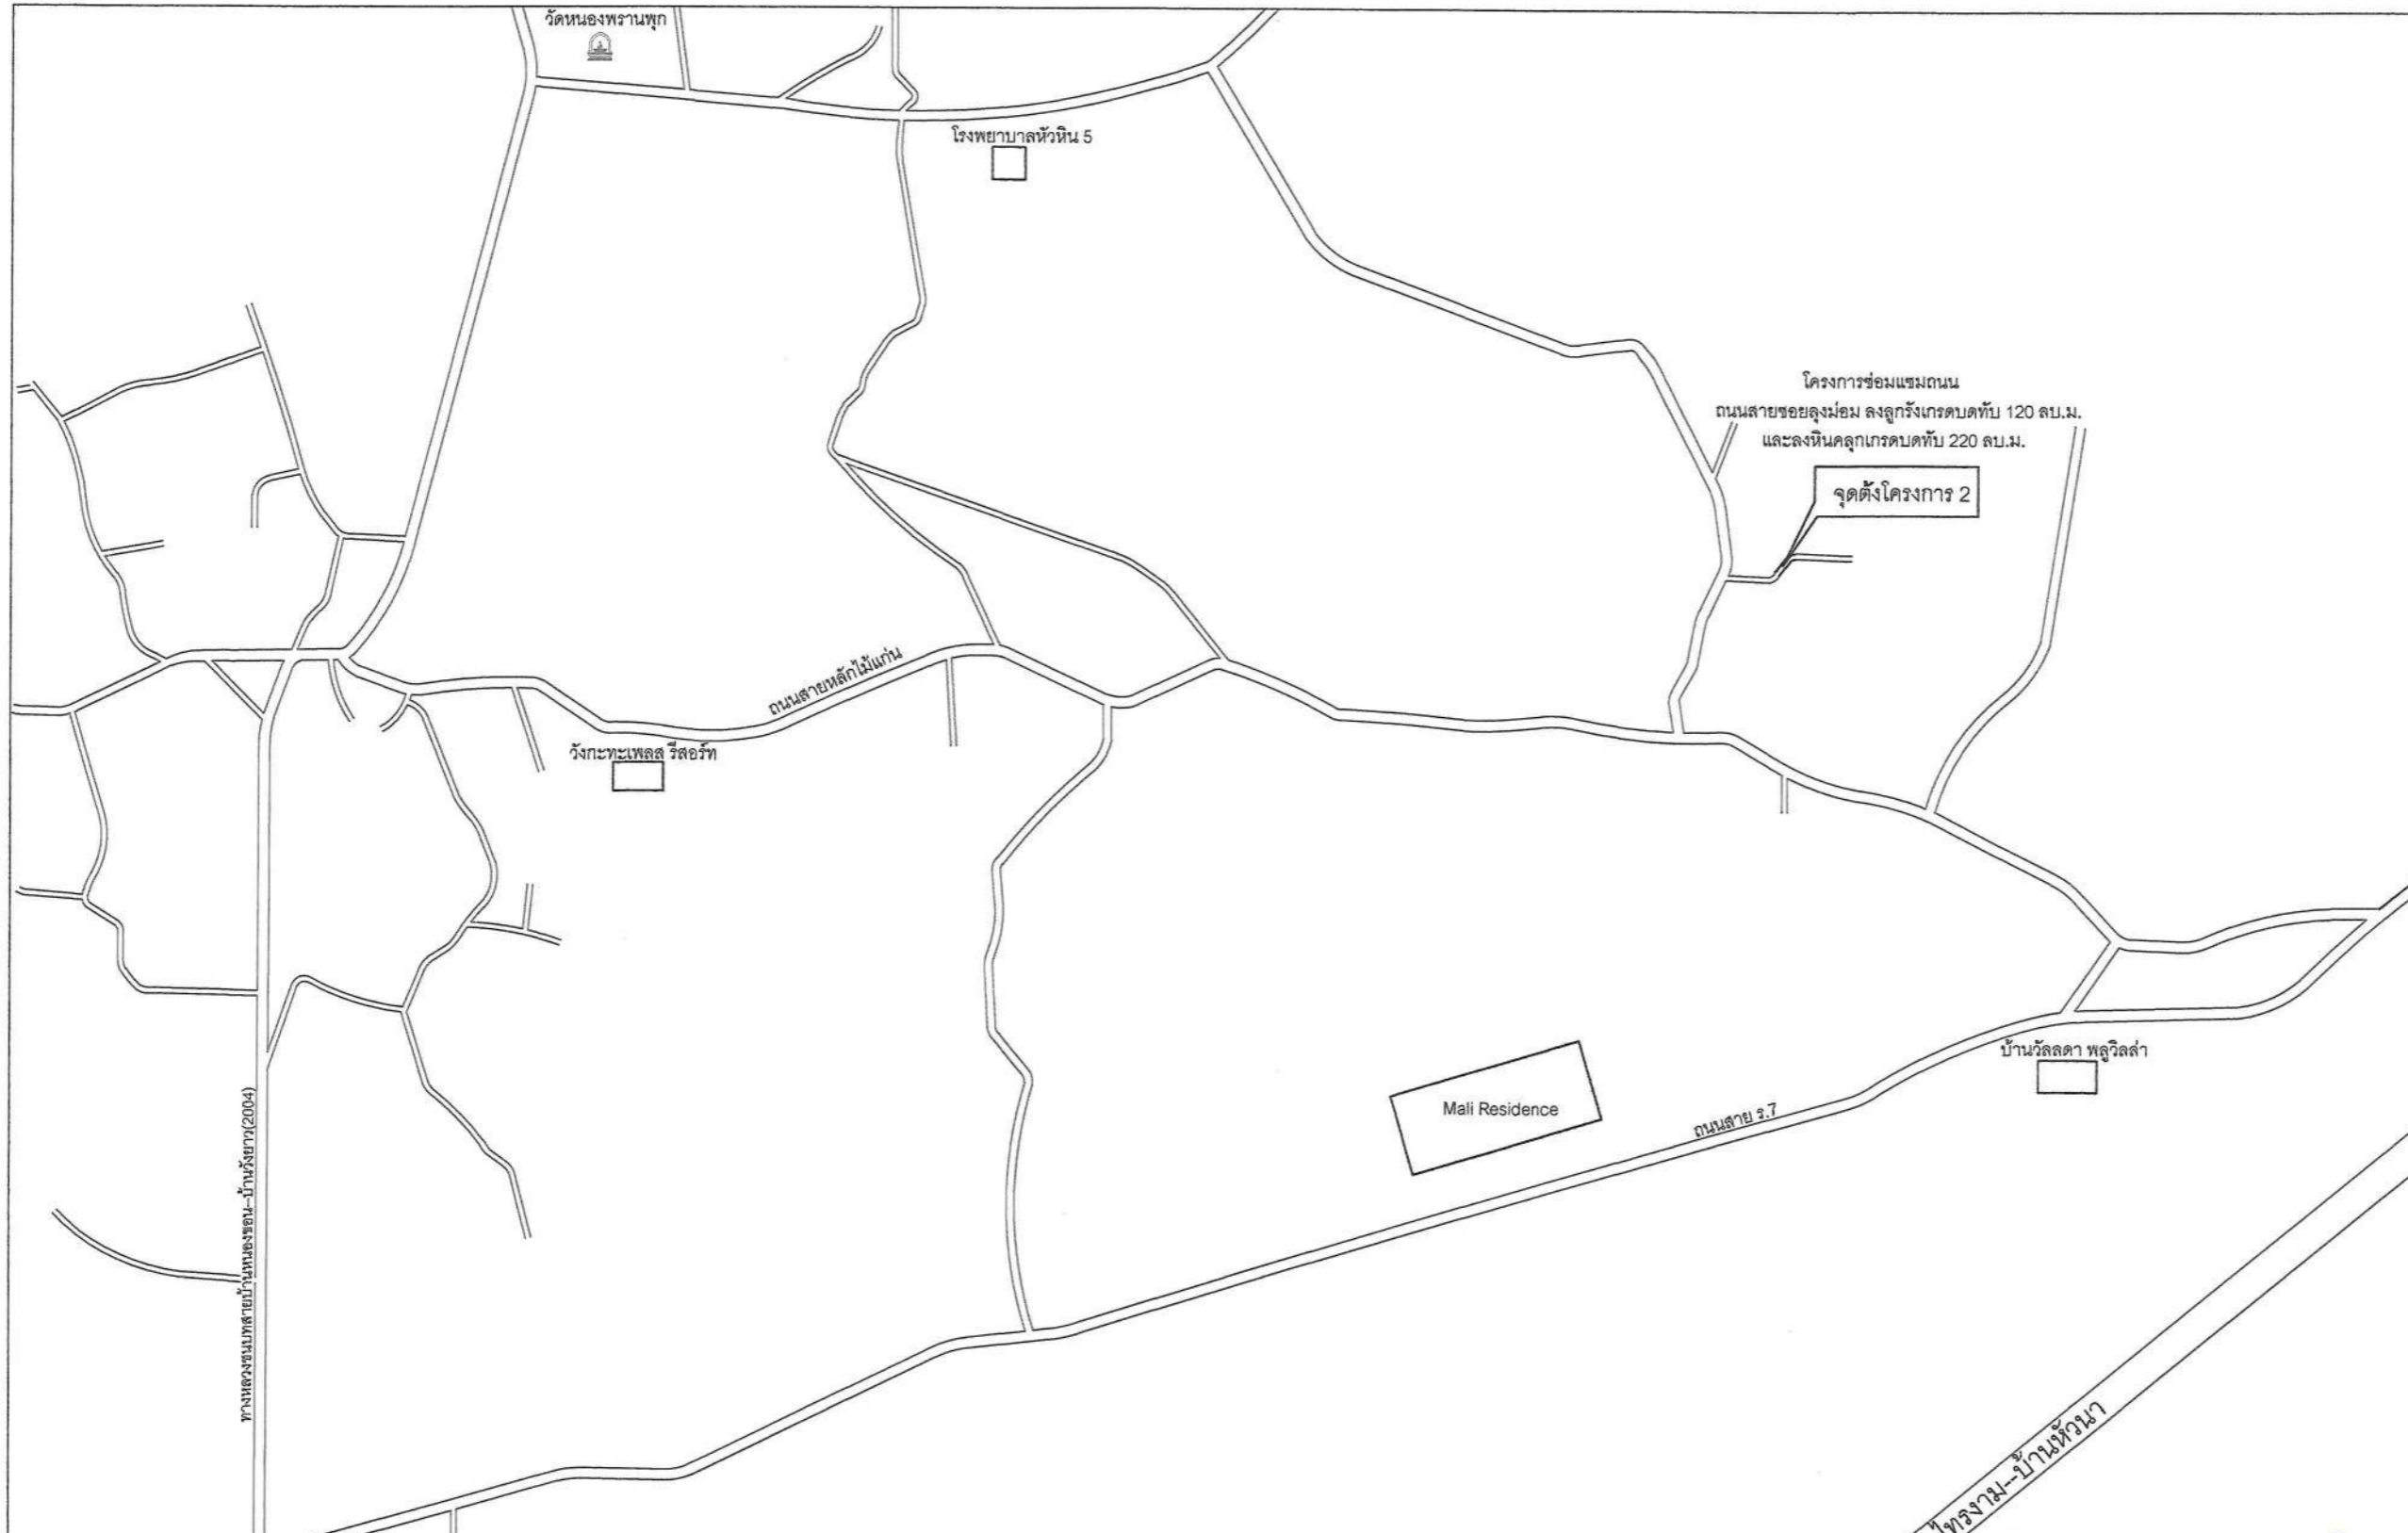 วัดหนองพรานพุก
โรงพยาบาลหัวหิน 5
โครงการซ่อมแซมถนน
ถนนสายซอยลุงม่อม ลงลูกรังเกรดบดทับ 120 ลบ.ม.
และลงหินคลุกเกรดบดทับ 220 ลบ.ม.
จุดตั้งโครงการ 2
ถนนสายหลักไม้แก่น
วังกะทะเพลส รีสอร์ท
บ้านวัลลดา พลูวิลล่า
Mali Residence
ถนนสาย ร.7
ทางหลวงชนบทสายบ้านหนองขอน--บ้านวังยาว(2004)
ไทรงาม--บ้านหัวนา